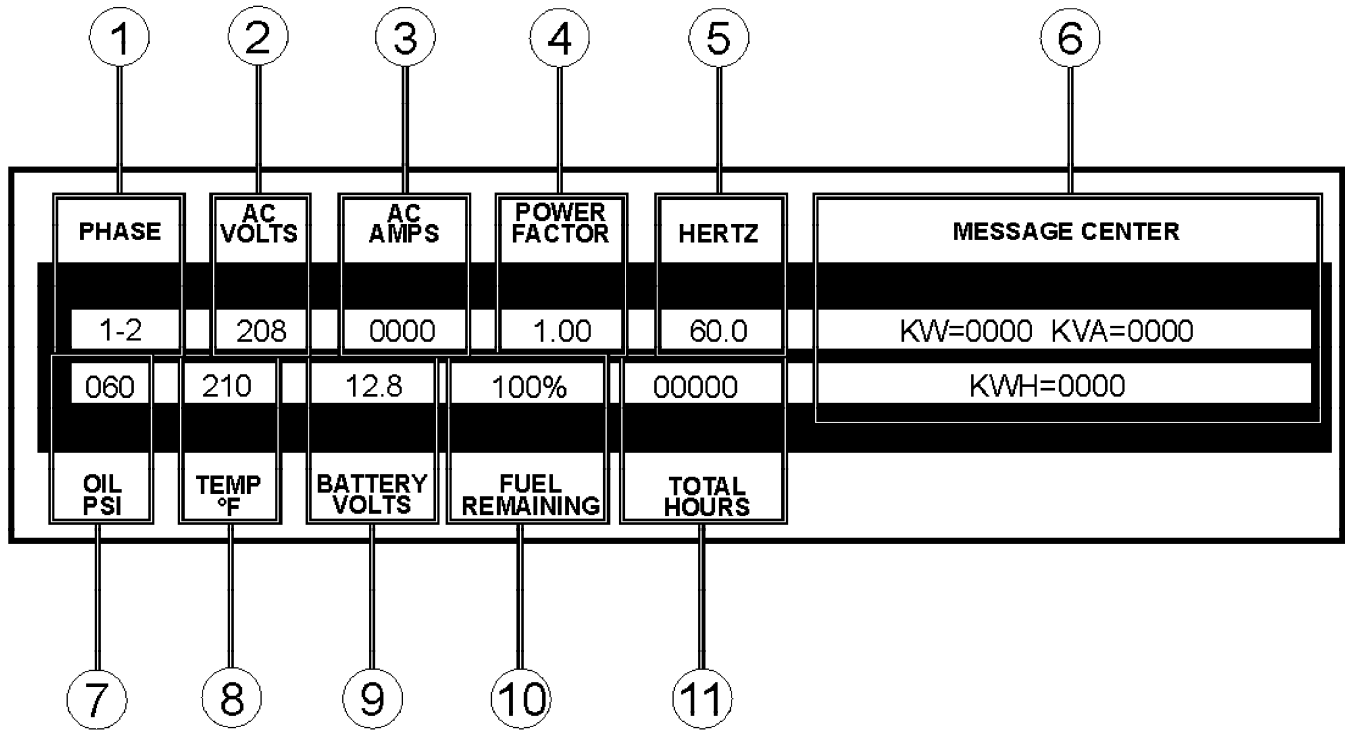 1 2 3 4 5 6
PHASE AC VOLTS AC AMPS POWER FACTOR HERTZ MESSAGE CENTER
1-2 208 0000 1.00 60.0 KW=0000 KVA=0000
060 210 12.8 100% 00000 KWH=0000
OIL PSI TEMP °F BATTERY VOLTS FUEL REMAINING TOTAL HOURS
7 8 9 10 11